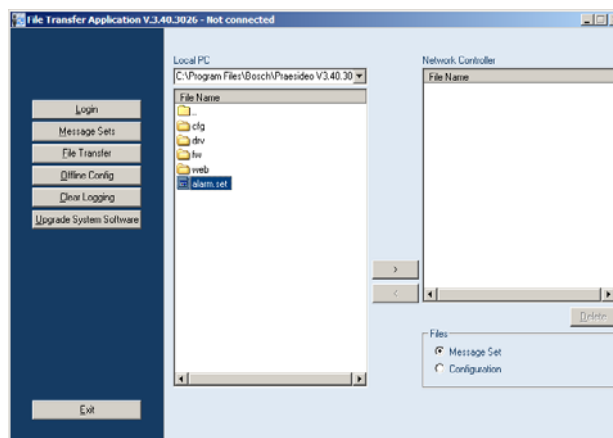 File Transfer Application V.3.40.3026 - Not connected
Local PC
C:\Program Files\Bosch\Praesideo V3.40.30
File Name
..
cfg
drv
fw
web
alarm.set
Login
Message Sets
File Transfer
Offline Config
Clear Logging
Upgrade System Software
Exit
>
<
Network Controller
File Name
Delete
Files
Message Set
Configuration